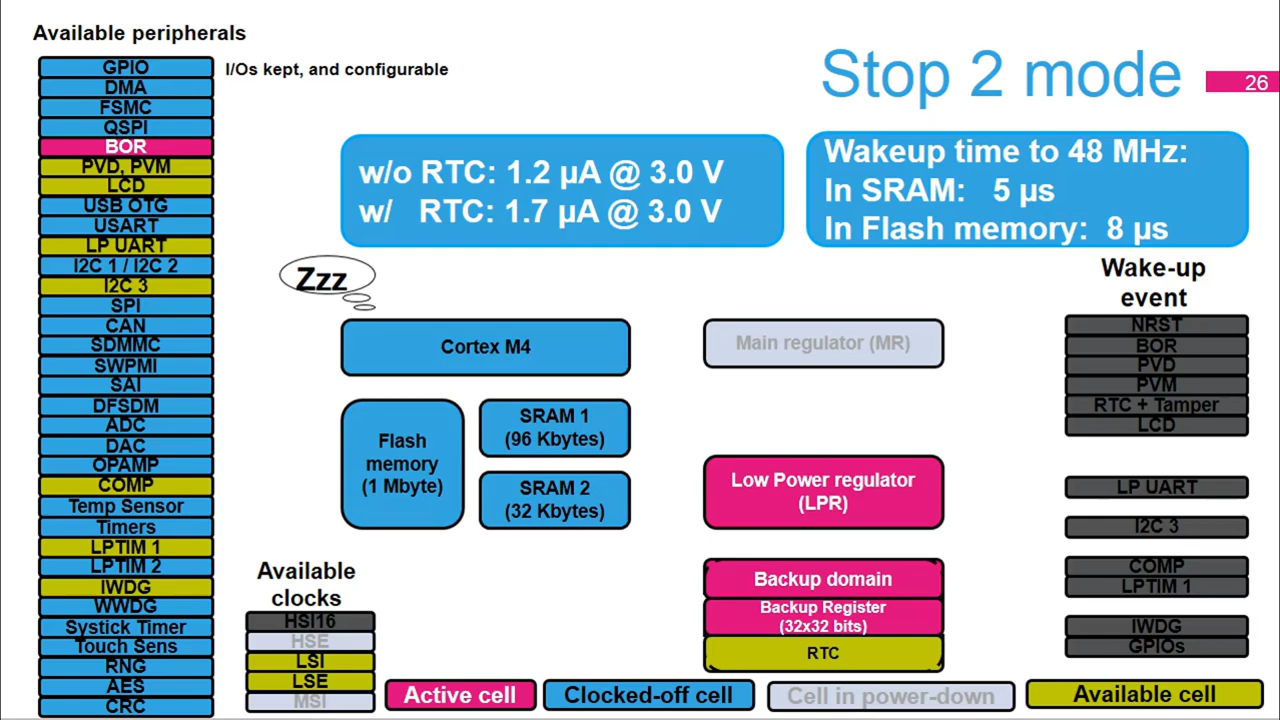 Available peripherals
GPIO
I/Os kept, and configurable
DMA
FSMC
QSPI
BOR
PVD, PVM
LCD
USB OTG
USART
LP UART
I2C 1 / I2C 2
I2C 3
SPI
CAN
SDMMC
SWPMI
SAI
DFSDM
ADC
DAC
OPAMP
COMP
Temp Sensor
Timers
LPTIM 1
LPTIM 2
IWDG
WWDG
Systick Timer
Touch Sens
RNG
AES
CRC
Stop 2 mode
26
w/o RTC: 1.2 µA @ 3.0 V
w/ RTC: 1.7 µA @ 3.0 V
Wakeup time to 48 MHz:
In SRAM: 5 µs
In Flash memory: 8 µs
Zzz
Cortex M4
Flash
memory
(1 Mbyte)
SRAM 1
(96 Kbytes)
SRAM 2
(32 Kbytes)
Main regulator (MR)
Low Power regulator
(LPR)
Backup domain
Backup Register
(32x32 bits)
RTC
Wake-up
event
NRST
BOR
PVD
PVM
RTC + Tamper
LCD
LP UART
I2C 3
COMP
LPTIM 1
IWDG
GPIOs
Available
clocks
HSI16
HSE
LSI
LSE
MSI
Active cell
Clocked-off cell
Cell in power-down
Available cell